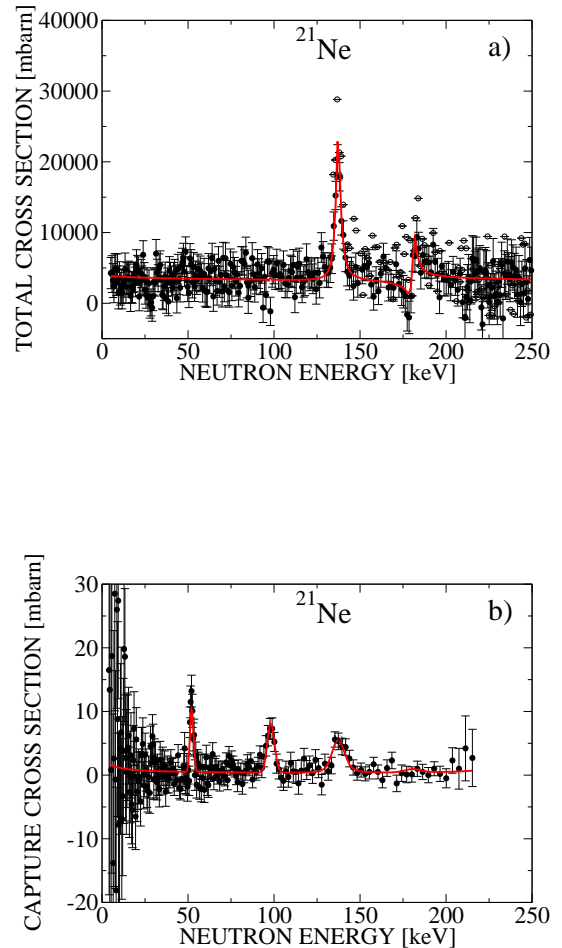 TOTAL CROSS SECTION [mbarn]
40000
30000
20000
10000
0
²¹Ne
a)
0 50 100 150 200 250
NEUTRON ENERGY [keV]
CAPTURE CROSS SECTION [mbarn]
30
20
10
0
-10
-20
²¹Ne
b)
0 50 100 150 200 250
NEUTRON ENERGY [keV]